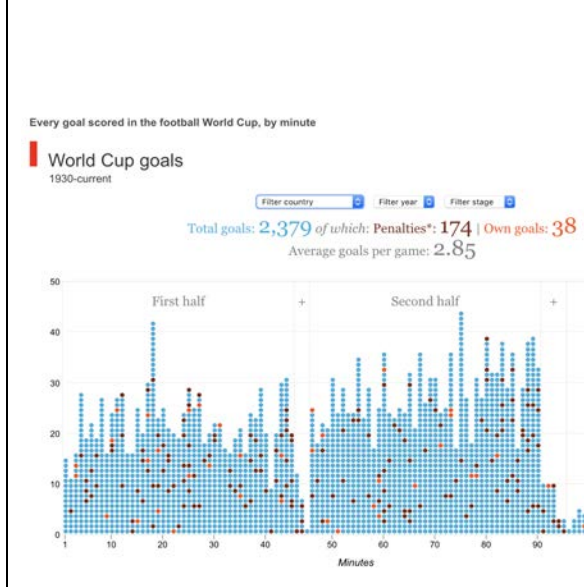 Every goal scored in the football World Cup, by minute
World Cup goals
1930-current
Filter country Filter year Filter stage
Total goals: 2,379 of which: Penalties*: 174 | Own goals: 38
Average goals per game: 2.85
50
First half + Second half +
40
30
20
10
0
1 10 20 30 40 50 60 70 80 90
Minutes